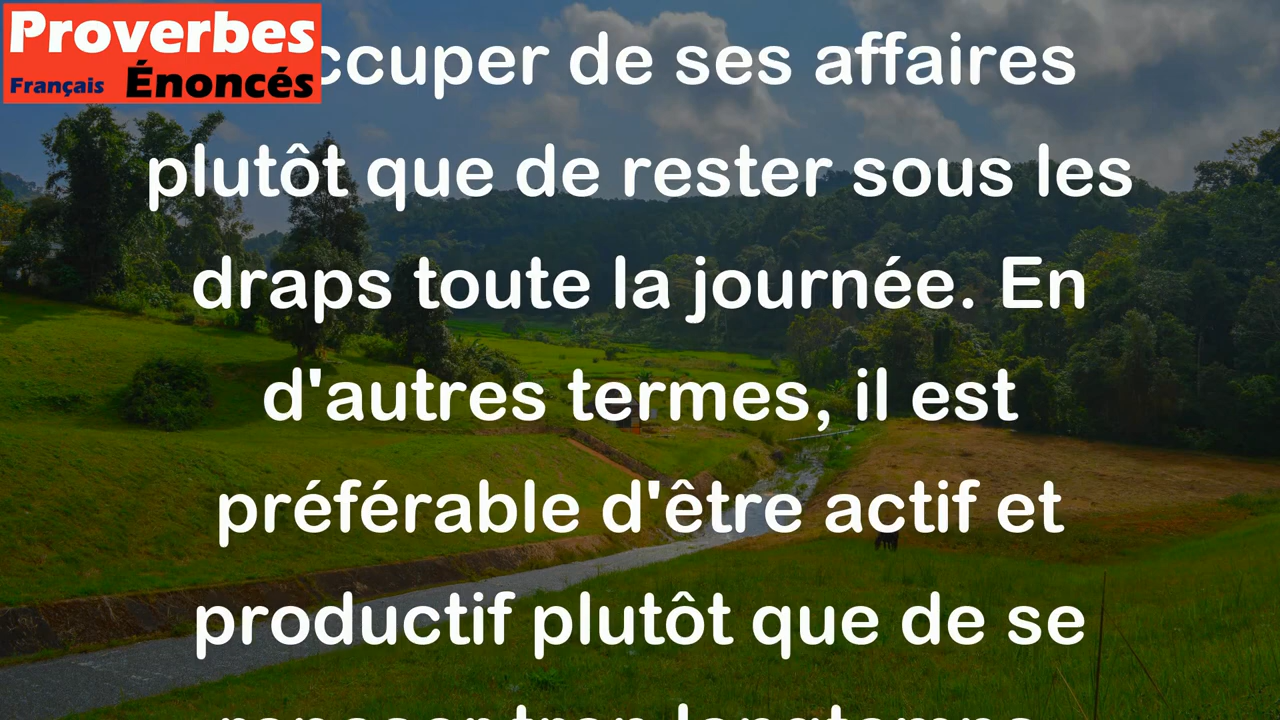 Proverbes
Français Énoncés
ccuper de ses affaires
plutôt que de rester sous les
draps toute la journée. En
d'autres termes, il est
préférable d'être actif et
productif plutôt que de se